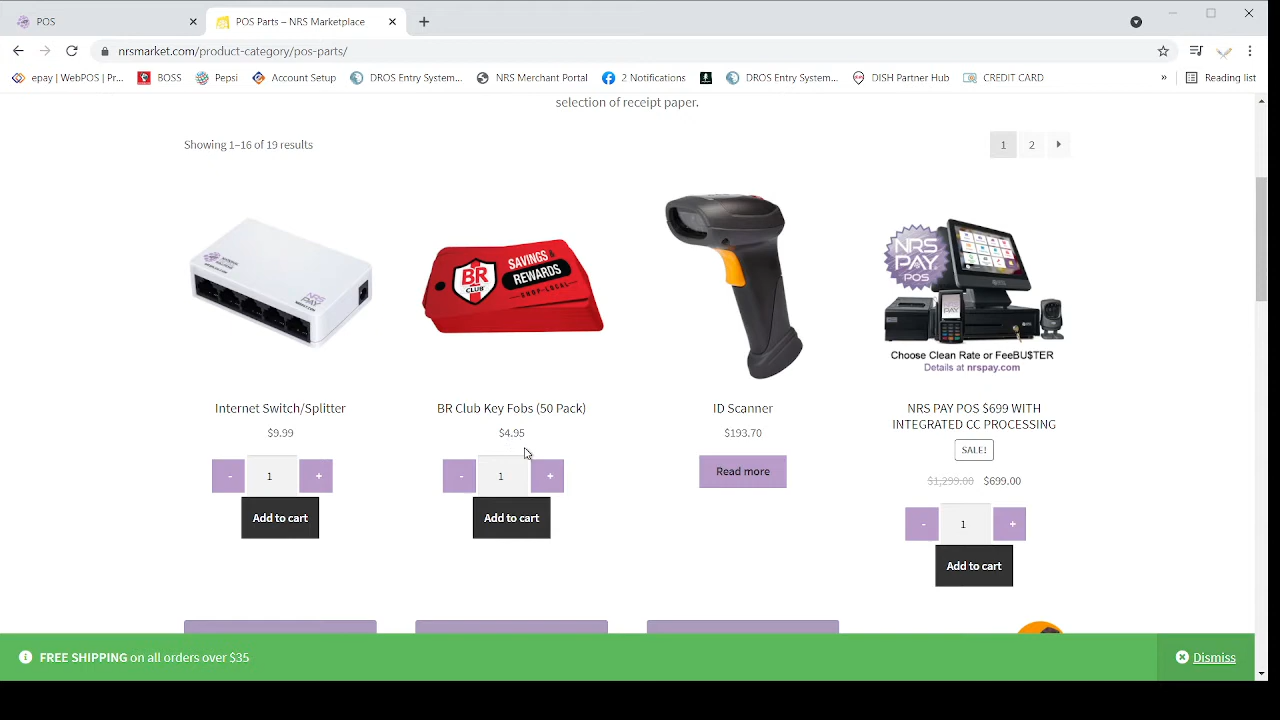 POS
POS Parts – NRS Marketplace
nrsmarket.com/product-category/pos-parts/
epay | WebPOS | Pr...
BOSS
Pepsi
Account Setup
DROS Entry System...
NRS Merchant Portal
2 Notifications
DROS Entry System...
DISH Partner Hub
CREDIT CARD
»
Reading list
selection of receipt paper.
Showing 1–16 of 19 results
1
2
NRS
PAY
BR
CLUB
SAVINGS &
REWARDS
SHOP-LOCAL
NRS
PAY
POS
Choose Clean Rate or FeeBU$TER
Details at nrspay.com
Internet Switch/Splitter
$9.99
- 1 +
Add to cart
BR Club Key Fobs (50 Pack)
$4.95
- 1 +
Add to cart
ID Scanner
$193.70
Read more
NRS PAY POS $699 WITH
INTEGRATED CC PROCESSING
SALE!
$1,299.00 $699.00
- 1 +
Add to cart
FREE SHIPPING on all orders over $35
Dismiss